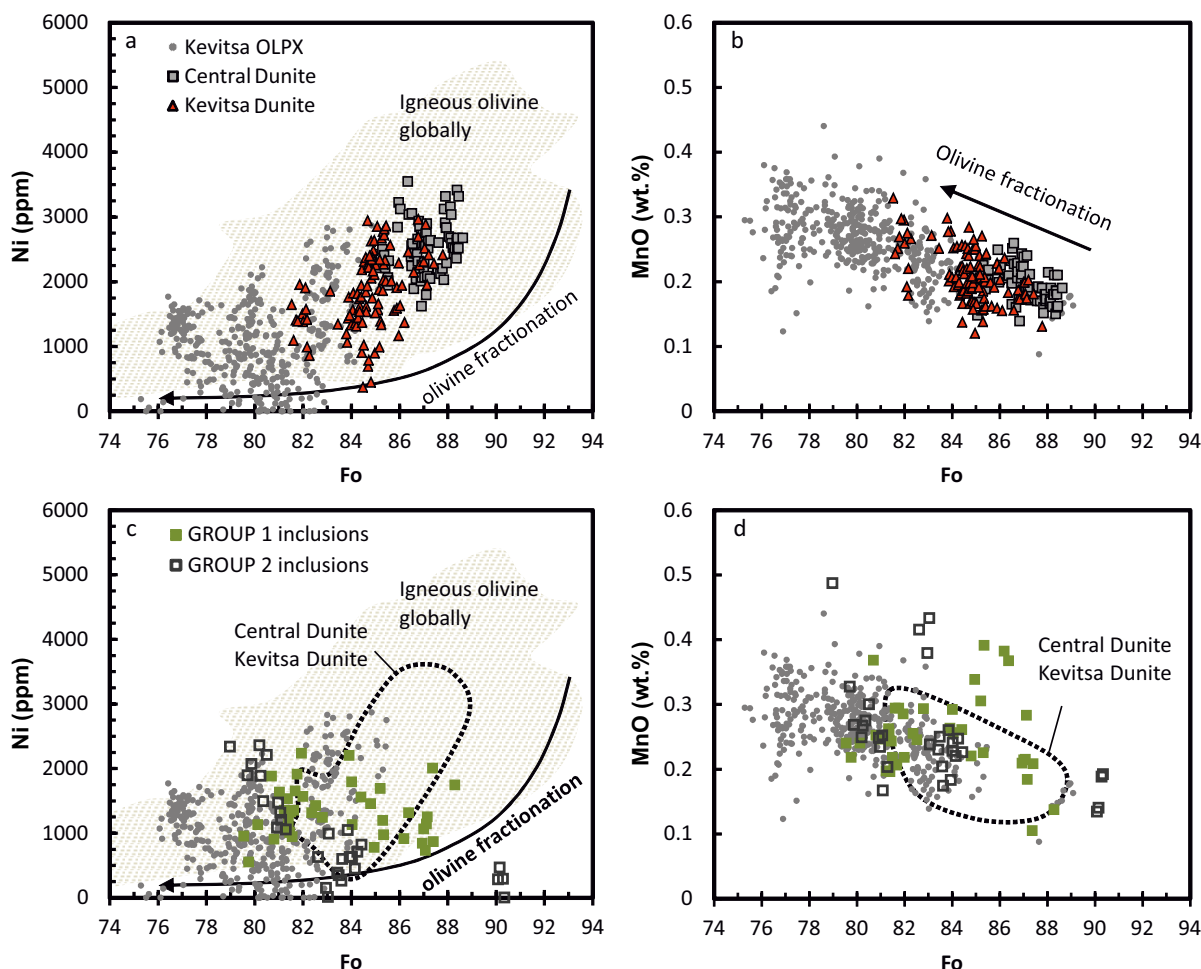 a
Kevitsa OLPX
Central Dunite
Kevitsa Dunite
Igneous olivine
globally
olivine fractionation
Ni (ppm)
6000
5000
4000
3000
2000
1000
0
74 76 78 80 82 84 86 88 90 92 94
Fo
b
Olivine fractionation
MnO (wt.%)
0.6
0.5
0.4
0.3
0.2
0.1
0
74 76 78 80 82 84 86 88 90 92 94
Fo
c
GROUP 1 inclusions
GROUP 2 inclusions
Igneous olivine
globally
Central Dunite
Kevitsa Dunite
olivine fractionation
Ni (ppm)
6000
5000
4000
3000
2000
1000
0
74 76 78 80 82 84 86 88 90 92 94
Fo
d
Central Dunite
Kevitsa Dunite
MnO (wt.%)
0.6
0.5
0.4
0.3
0.2
0.1
0
74 76 78 80 82 84 86 88 90 92 94
Fo